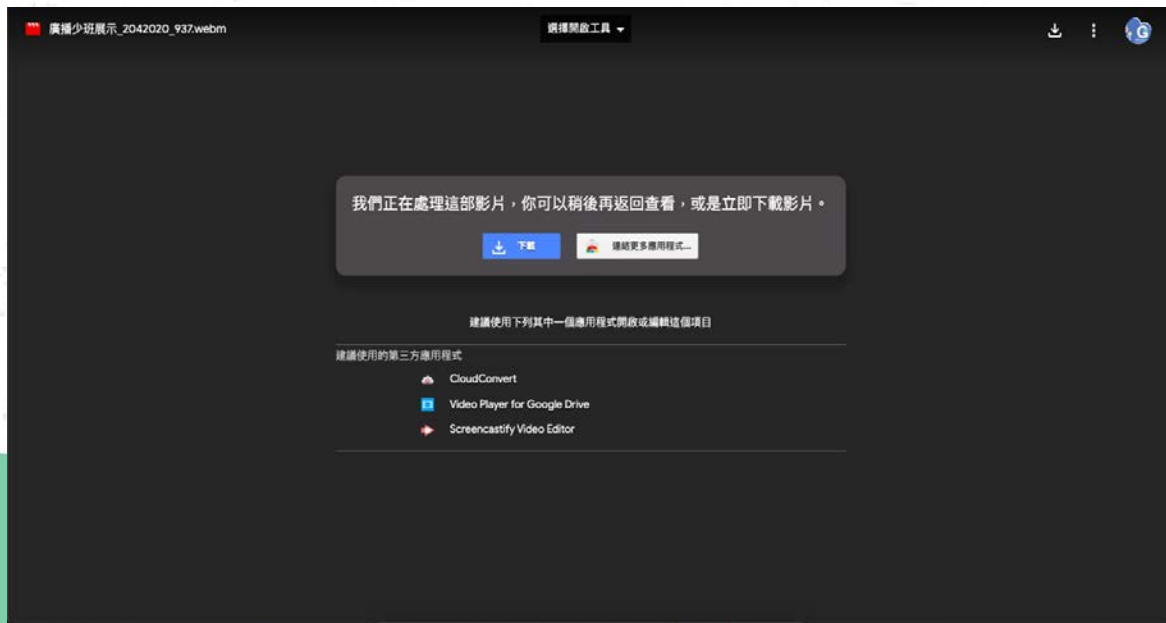 廣播少班展示_2042020_937.webm
選擇開啟工具
我們正在處理這部影片，你可以稍後再返回查看，或是立即下載影片。
下載
連結更多應用程式...
建議使用下列其中一個應用程式開啟或編輯這個項目
建議使用的第三方應用程式
CloudConvert
Video Player for Google Drive
Screencastify Video Editor